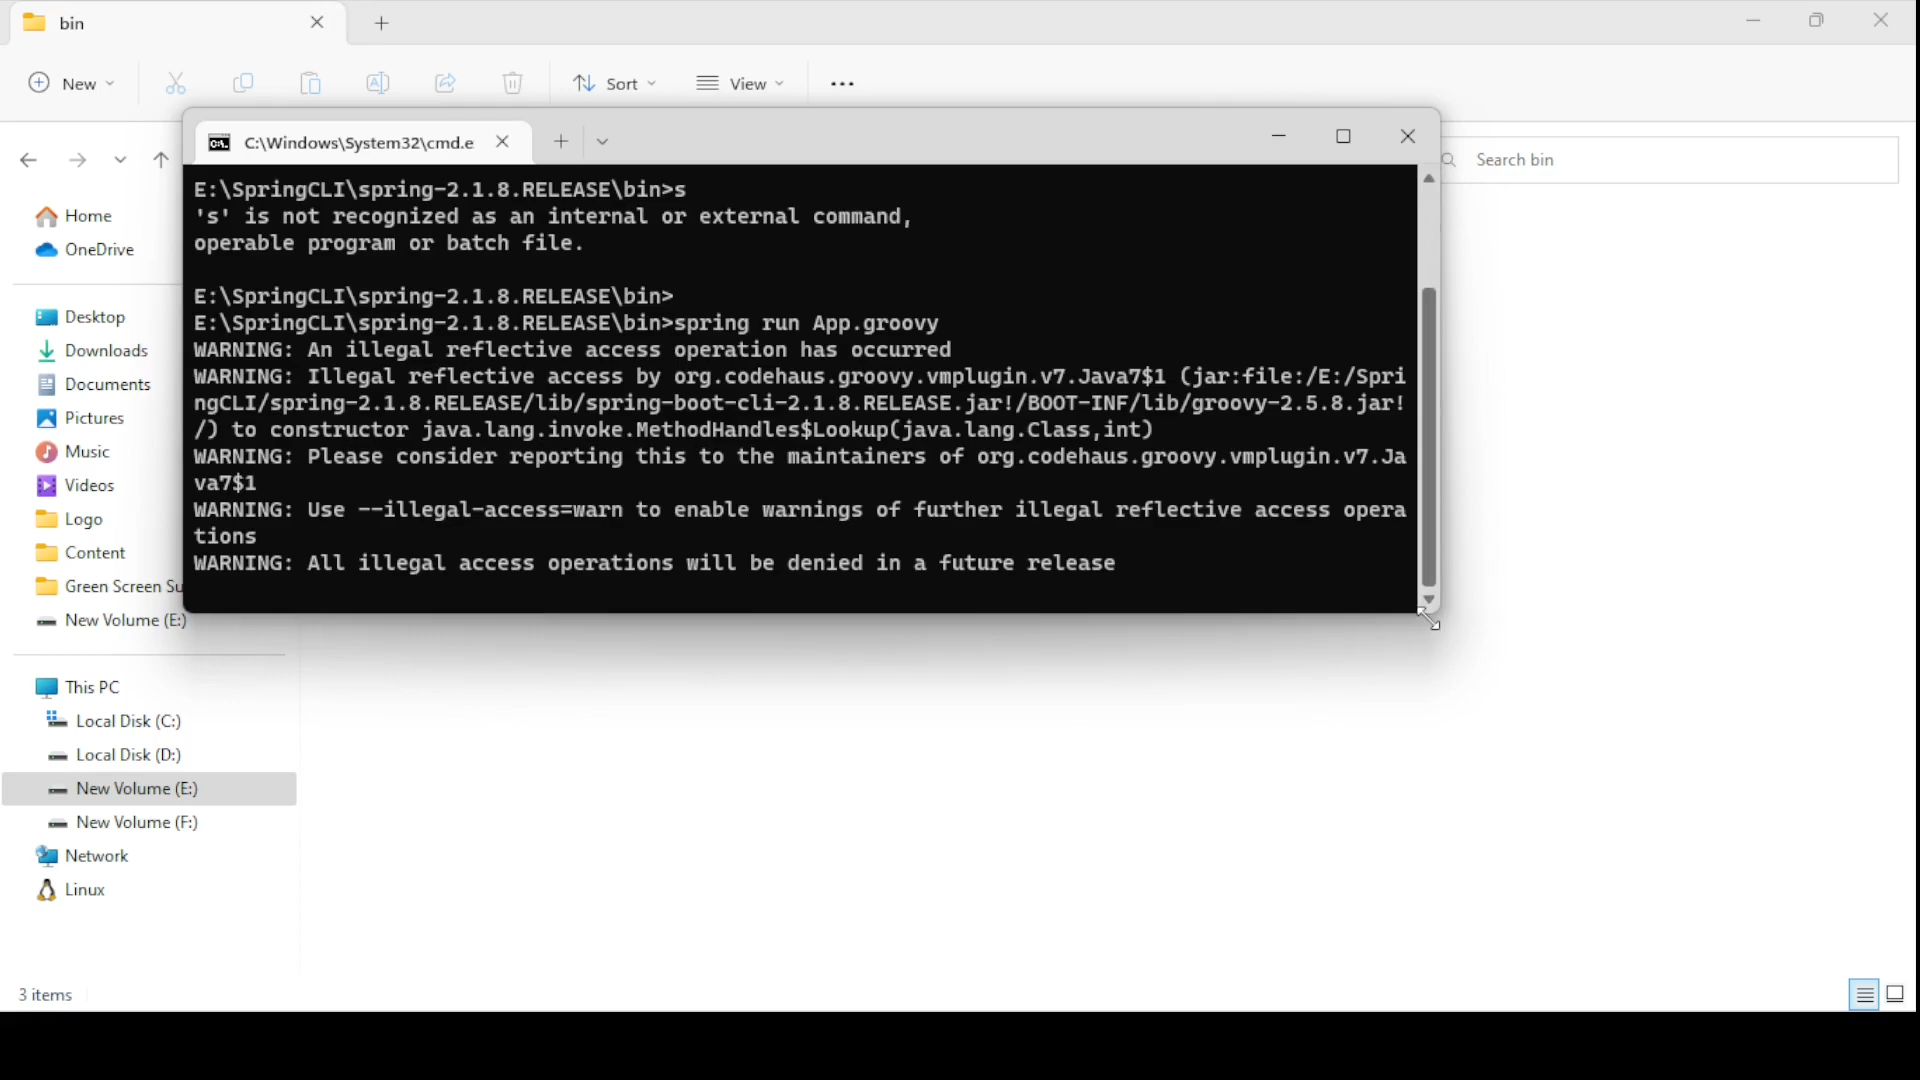 bin
New
Sort
View
Search bin
Home
OneDrive
Desktop
Downloads
Documents
Pictures
Music
Videos
Logo
Content
Green Screen Su
New Volume (E:)
This PC
Local Disk (C:)
Local Disk (D:)
New Volume (E:)
New Volume (F:)
Network
Linux
3 items
C:\Windows\System32\cmd.e
E:\SpringCLI\spring-2.1.8.RELEASE\bin>s
's' is not recognized as an internal or external command,
operable program or batch file.
E:\SpringCLI\spring-2.1.8.RELEASE\bin>
E:\SpringCLI\spring-2.1.8.RELEASE\bin>spring run App.groovy
WARNING: An illegal reflective access operation has occurred
WARNING: Illegal reflective access by org.codehaus.groovy.vmplugin.v7.Java7$1 (jar:file:/E:/Spri
ngCLI/spring-2.1.8.RELEASE/lib/spring-boot-cli-2.1.8.RELEASE.jar!/BOOT-INF/lib/groovy-2.5.8.jar!
/) to constructor java.lang.invoke.MethodHandles$Lookup(java.lang.Class,int)
WARNING: Please consider reporting this to the maintainers of org.codehaus.groovy.vmplugin.v7.Ja
va7$1
WARNING: Use --illegal-access=warn to enable warnings of further illegal reflective access opera
tions
WARNING: All illegal access operations will be denied in a future release